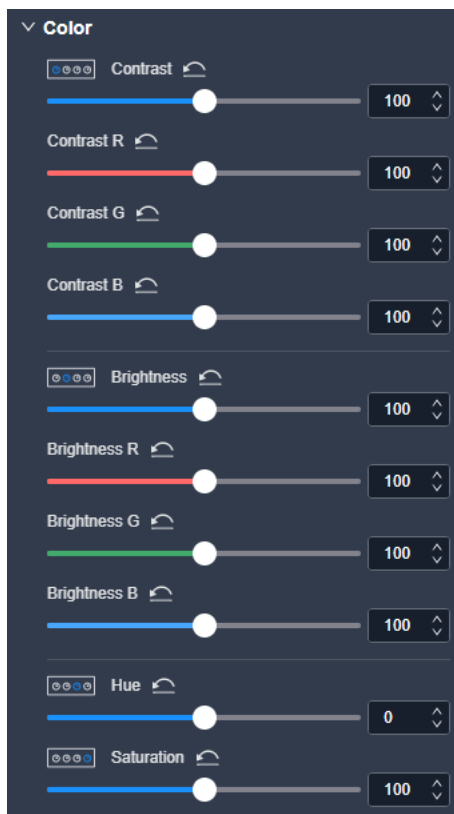 Color
Contrast
100
Contrast R
100
Contrast G
100
Contrast B
100
Brightness
100
Brightness R
100
Brightness G
100
Brightness B
100
Hue
0
Saturation
100